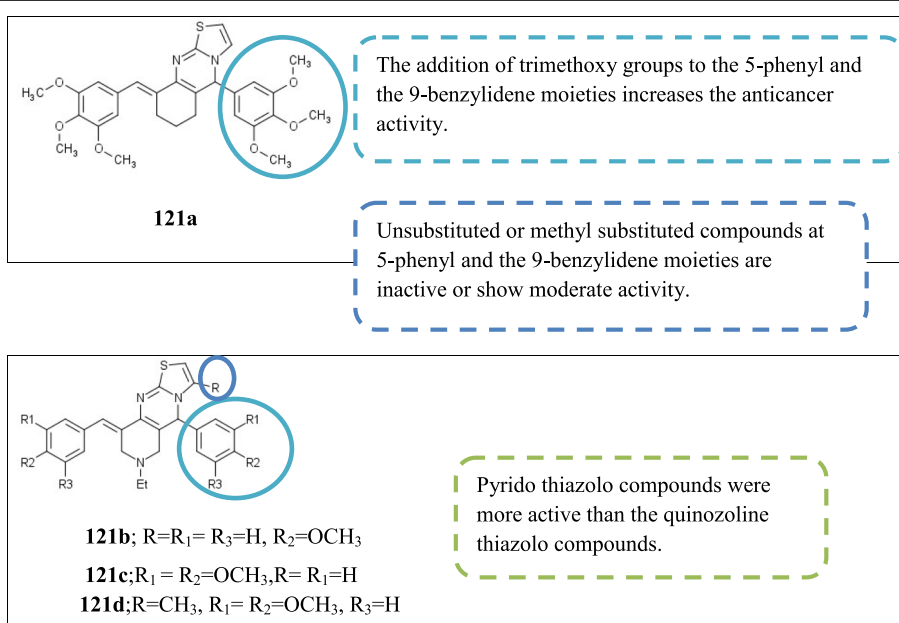 S
N
N
O
H₃C
O
CH₃
O
CH₃
CH₃
O
O
CH₃
O
CH₃
The addition of trimethoxy groups to the 5-phenyl and
the 9-benzylidene moieties increases the anticancer
activity.
121a
Unsubstituted or methyl substituted compounds at
5-phenyl and the 9-benzylidene moieties are
inactive or show moderate activity.
S
R
N
N
R1
R2
R3
N
Et
R1
R2
R3
Pyrido thiazolo compounds were
more active than the quinozoline
thiazolo compounds.
121b; R=R₁= R₃=H, R₂=OCH₃
121c;R₁ = R₂=OCH₃,R= R₁=H
121d;R=CH₃, R₁= R₂=OCH₃, R₃=H